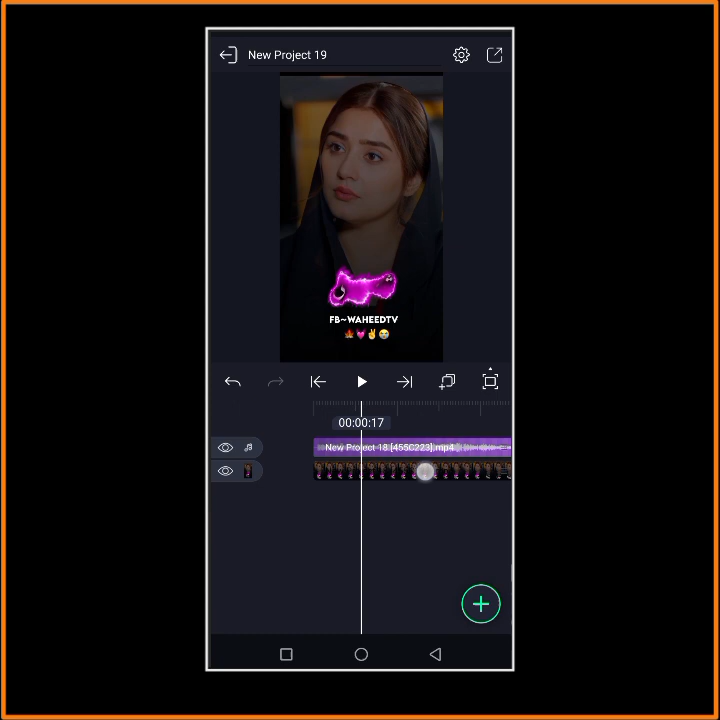 New Project 19
FB~WAHEEDTV
🍁💓✌😭
00:00:17
New Project 18 [455C223].mp4